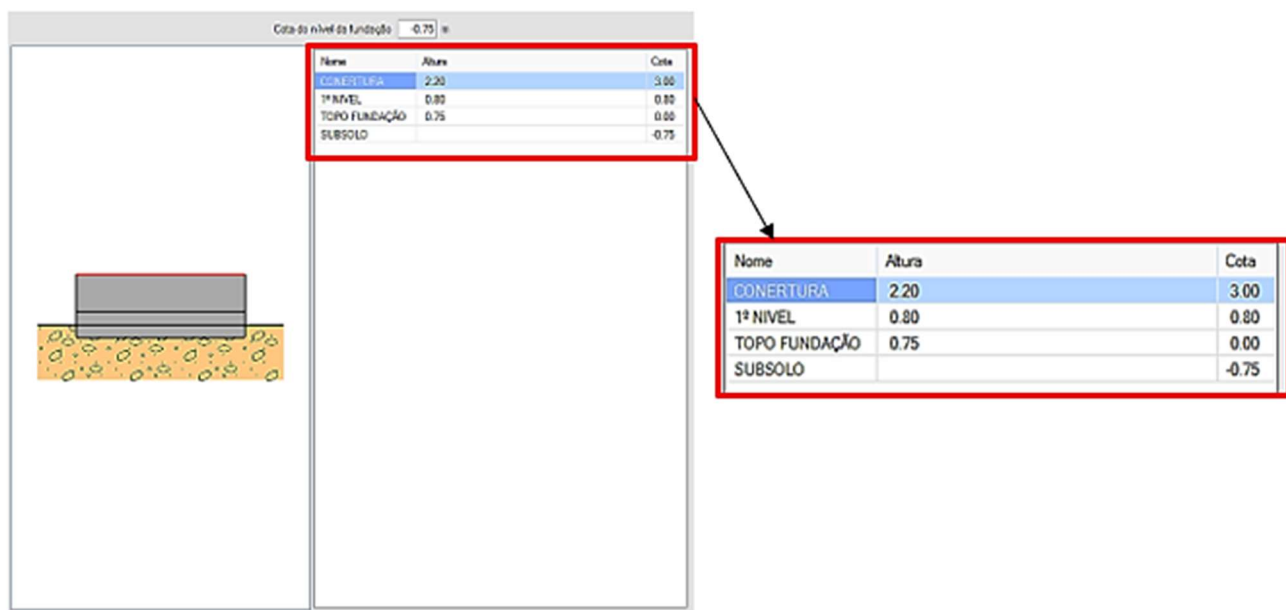 Cota do nível da fundação -0.75 m
Nome Altura Cota
CONERTURA 2.20 3.00
1º NIVEL 0.80 0.80
TOPO FUNDAÇÃO 0.75 0.00
SUBSOLO -0.75
Nome Altura Cota
CONERTURA 2.20 3.00
1º NIVEL 0.80 0.80
TOPO FUNDAÇÃO 0.75 0.00
SUBSOLO -0.75